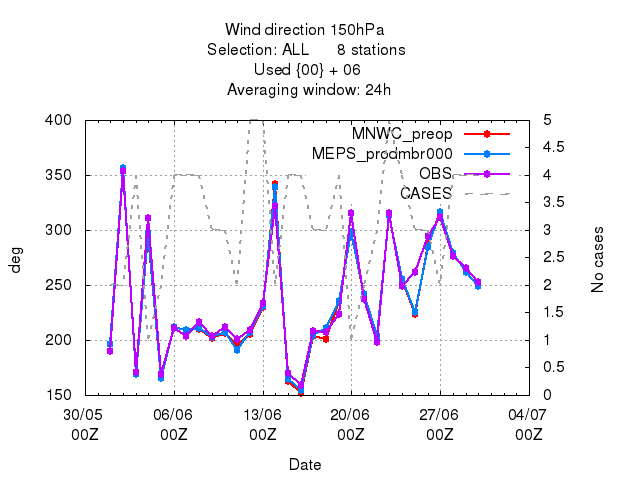 Wind direction 150hPa
Selection: ALL 8 stations
Used {00} + 06
Averaging window: 24h
MNWC_preop
MEPS_prodmbr000
OBS
CASES
deg
400
350
300
250
200
150
No cases
5
4.5
4
3.5
3
2.5
2
1.5
1
0.5
0
30/05 06/06 13/06 20/06 27/06 04/07
00Z 00Z 00Z 00Z 00Z 00Z
Date